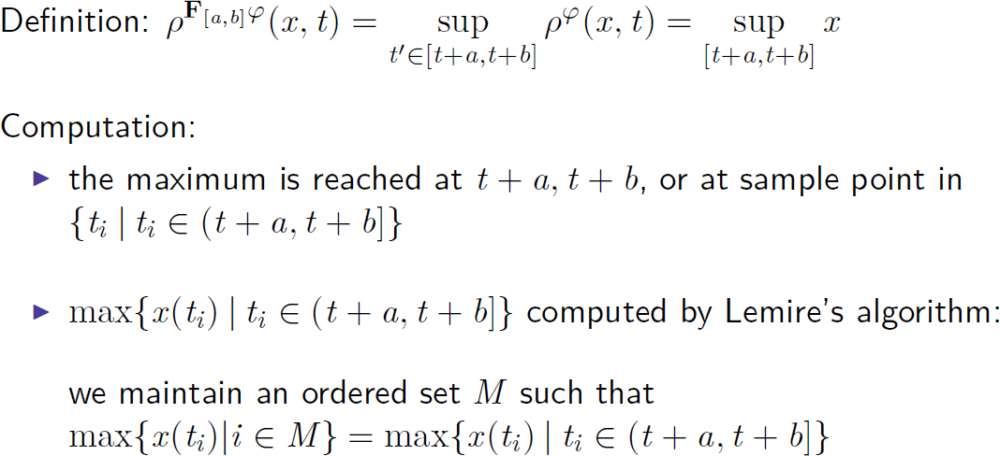 Definition: $\rho^{\mathbf{F}_{[a,b]}\varphi}(x,t) = \sup_{t' \in [t+a,t+b]} \rho^{\varphi}(x,t) = \sup_{[t+a,t+b]} x$
Computation:
▶ the maximum is reached at $t + a, t + b$, or at sample point in
$\{t_i \mid t_i \in (t + a, t + b]\}$
▶ $\max\{x(t_i) \mid t_i \in (t + a, t + b]\}$ computed by Lemire's algorithm:
we maintain an ordered set $M$ such that
$\max\{x(t_i)|i \in M\} = \max\{x(t_i) \mid t_i \in (t + a, t + b]\}$